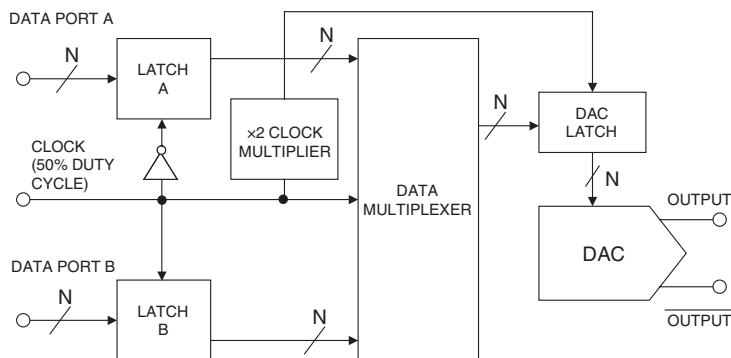 DATA PORT A
N
LATCH
A
N
×2 CLOCK
MULTIPLIER
CLOCK
(50% DUTY
CYCLE)
DATA
MULTIPLEXER
N
DAC
LATCH
N
DAC
OUTPUT
OUTPUT
DATA PORT B
N
LATCH
B
N